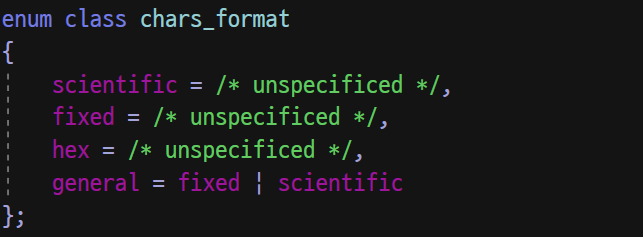 enum class chars_format
{
    scientific = /* unspecificed */,
    fixed = /* unspecificed */,
    hex = /* unspecificed */,
    general = fixed | scientific
};